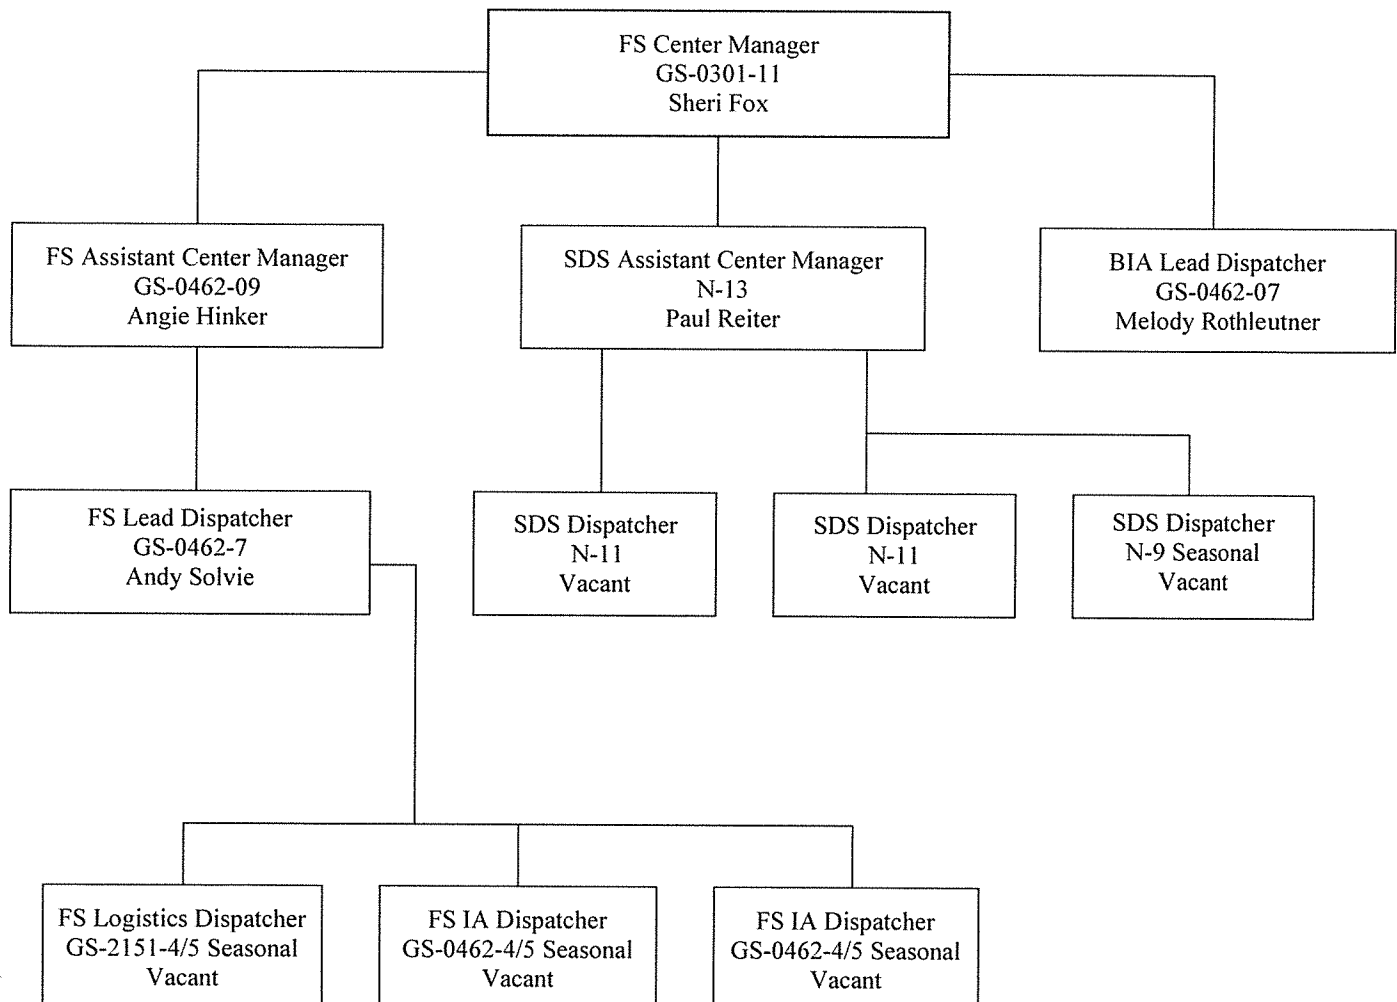 FS Center Manager
GS-0301-11
Sheri Fox
FS Assistant Center Manager
GS-0462-09
Angie Hinker
SDS Assistant Center Manager
N-13
Paul Reiter
BIA Lead Dispatcher
GS-0462-07
Melody Rothleutner
FS Lead Dispatcher
GS-0462-7
Andy Solvie
SDS Dispatcher
N-11
Vacant
SDS Dispatcher
N-11
Vacant
SDS Dispatcher
N-9 Seasonal
Vacant
FS Logistics Dispatcher
GS-2151-4/5 Seasonal
Vacant
FS IA Dispatcher
GS-0462-4/5 Seasonal
Vacant
FS IA Dispatcher
GS-0462-4/5 Seasonal
Vacant